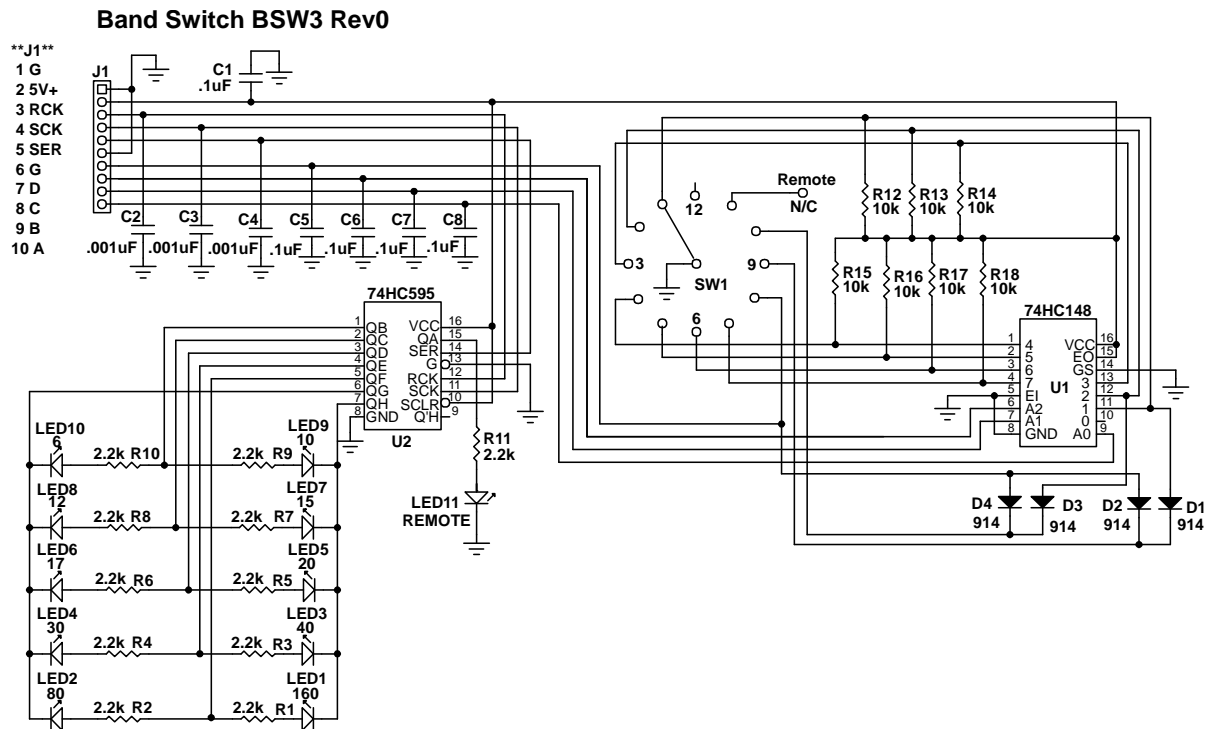 Band Switch BSW3 Rev0
**J1**
1 G
2 5V+
3 RCK
4 SCK
5 SER
6 G
7 D
8 C
9 B
10 A
J1
C1
.1uF
C2
.001uF
C3
.001uF
C4
.001uF
C5
.1uF
C6
.1uF
C7
.1uF
C8
.1uF
Remote
N/C
12
3
9
6
SW1
R12
10k
R13
10k
R14
10k
R15
10k
R16
10k
R17
10k
R18
10k
74HC595
1 QB VCC 16
2 QC QA 15
3 QD SER 14
4 QE G 13
5 QF RCK 12
6 QG SCK 11
7 QH SCLR 10
8 GND Q'H 9
U2
74HC148
1 4 VCC 16
2 5 EO 15
3 6 GS 14
4 7 3 13
5 EI 2 12
6 A2 1 11
7 A1 0 10
8 GND A0 9
U1
R11
2.2k
LED11
REMOTE
D4
914
D3
914
D2
914
D1
914
LED10
6
2.2k R10
2.2k R9
LED9
10
LED8
12
2.2k R8
2.2k R7
LED7
15
LED6
17
2.2k R6
2.2k R5
LED5
20
LED4
30
2.2k R4
2.2k R3
LED3
40
LED2
80
2.2k R2
2.2k R1
LED1
160